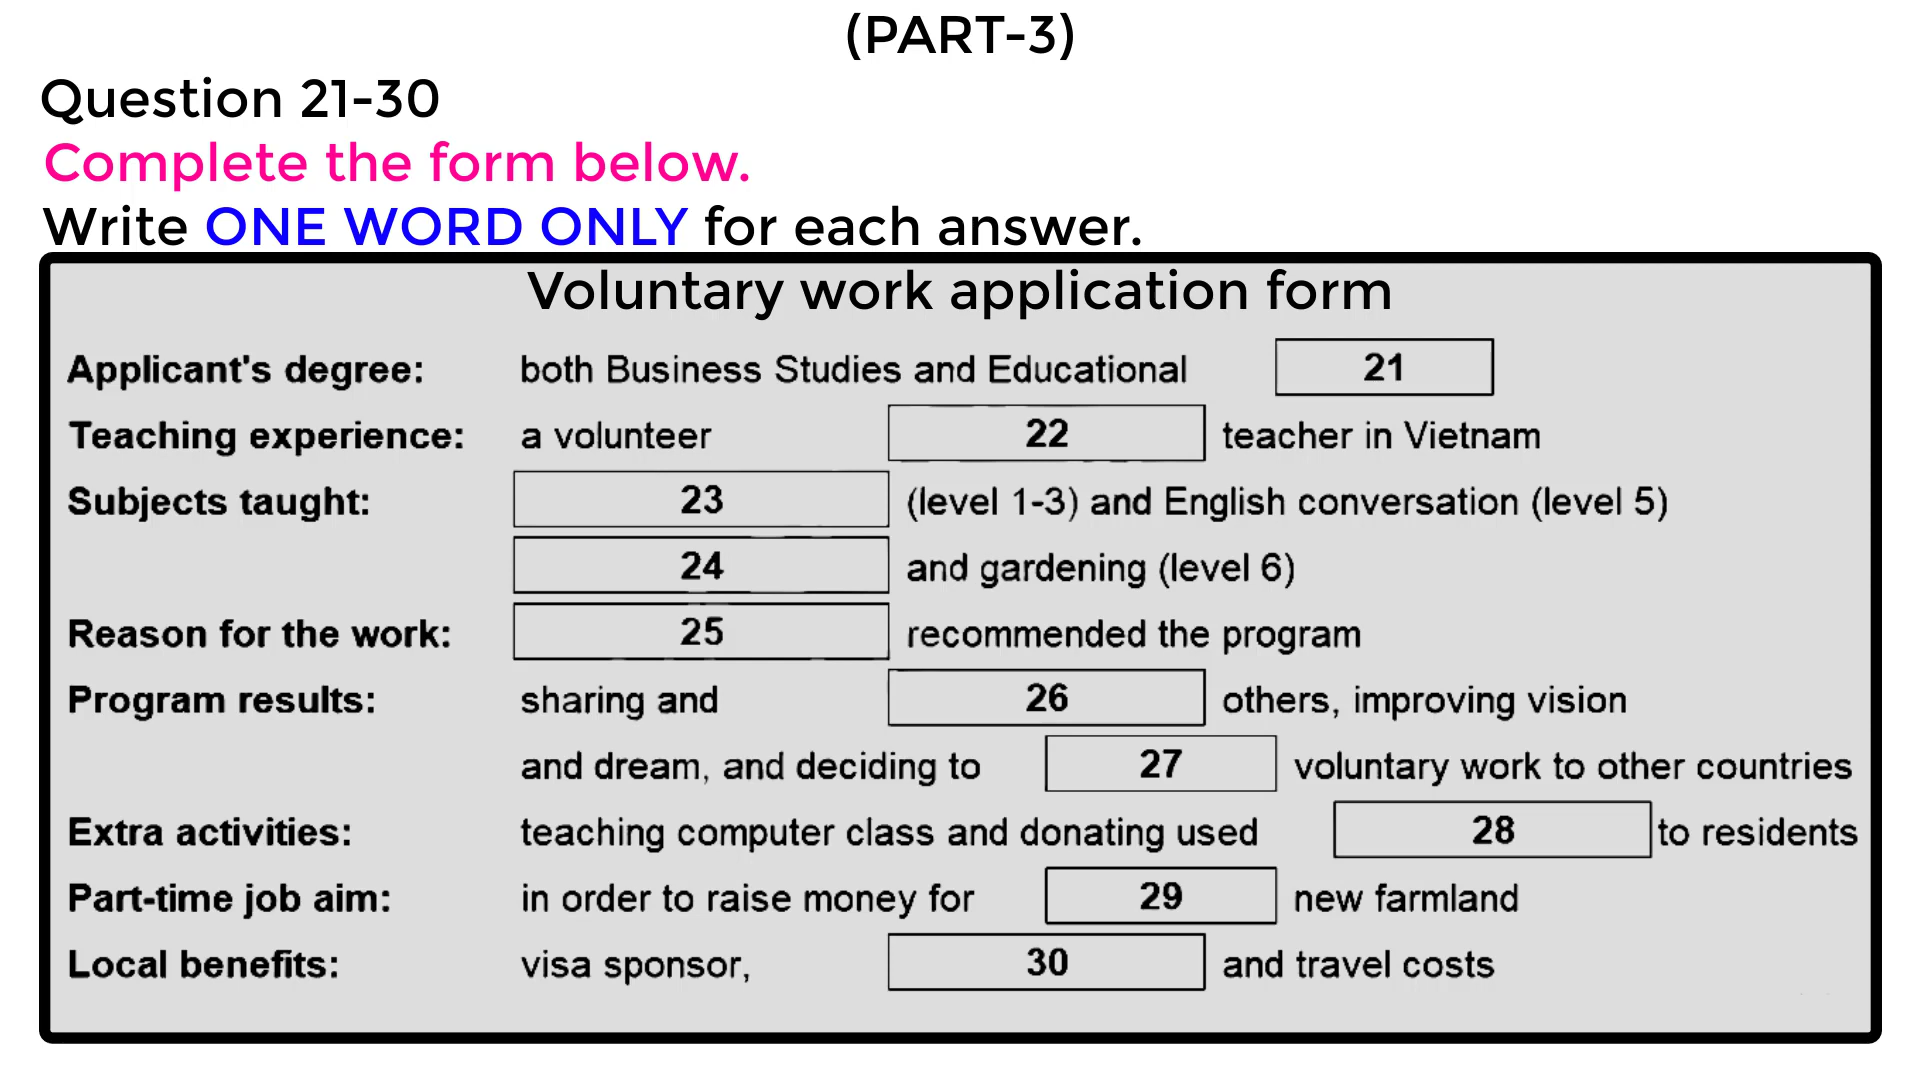 (PART-3)
Question 21-30
Complete the form below.
Write ONE WORD ONLY for each answer.
Voluntary work application form
Applicant's degree: both Business Studies and Educational 21
Teaching experience: a volunteer 22 teacher in Vietnam
Subjects taught: 23 (level 1-3) and English conversation (level 5)
24 and gardening (level 6)
Reason for the work: 25 recommended the program
Program results: sharing and 26 others, improving vision
and dream, and deciding to 27 voluntary work to other countries
Extra activities: teaching computer class and donating used 28 to residents
Part-time job aim: in order to raise money for 29 new farmland
Local benefits: visa sponsor, 30 and travel costs